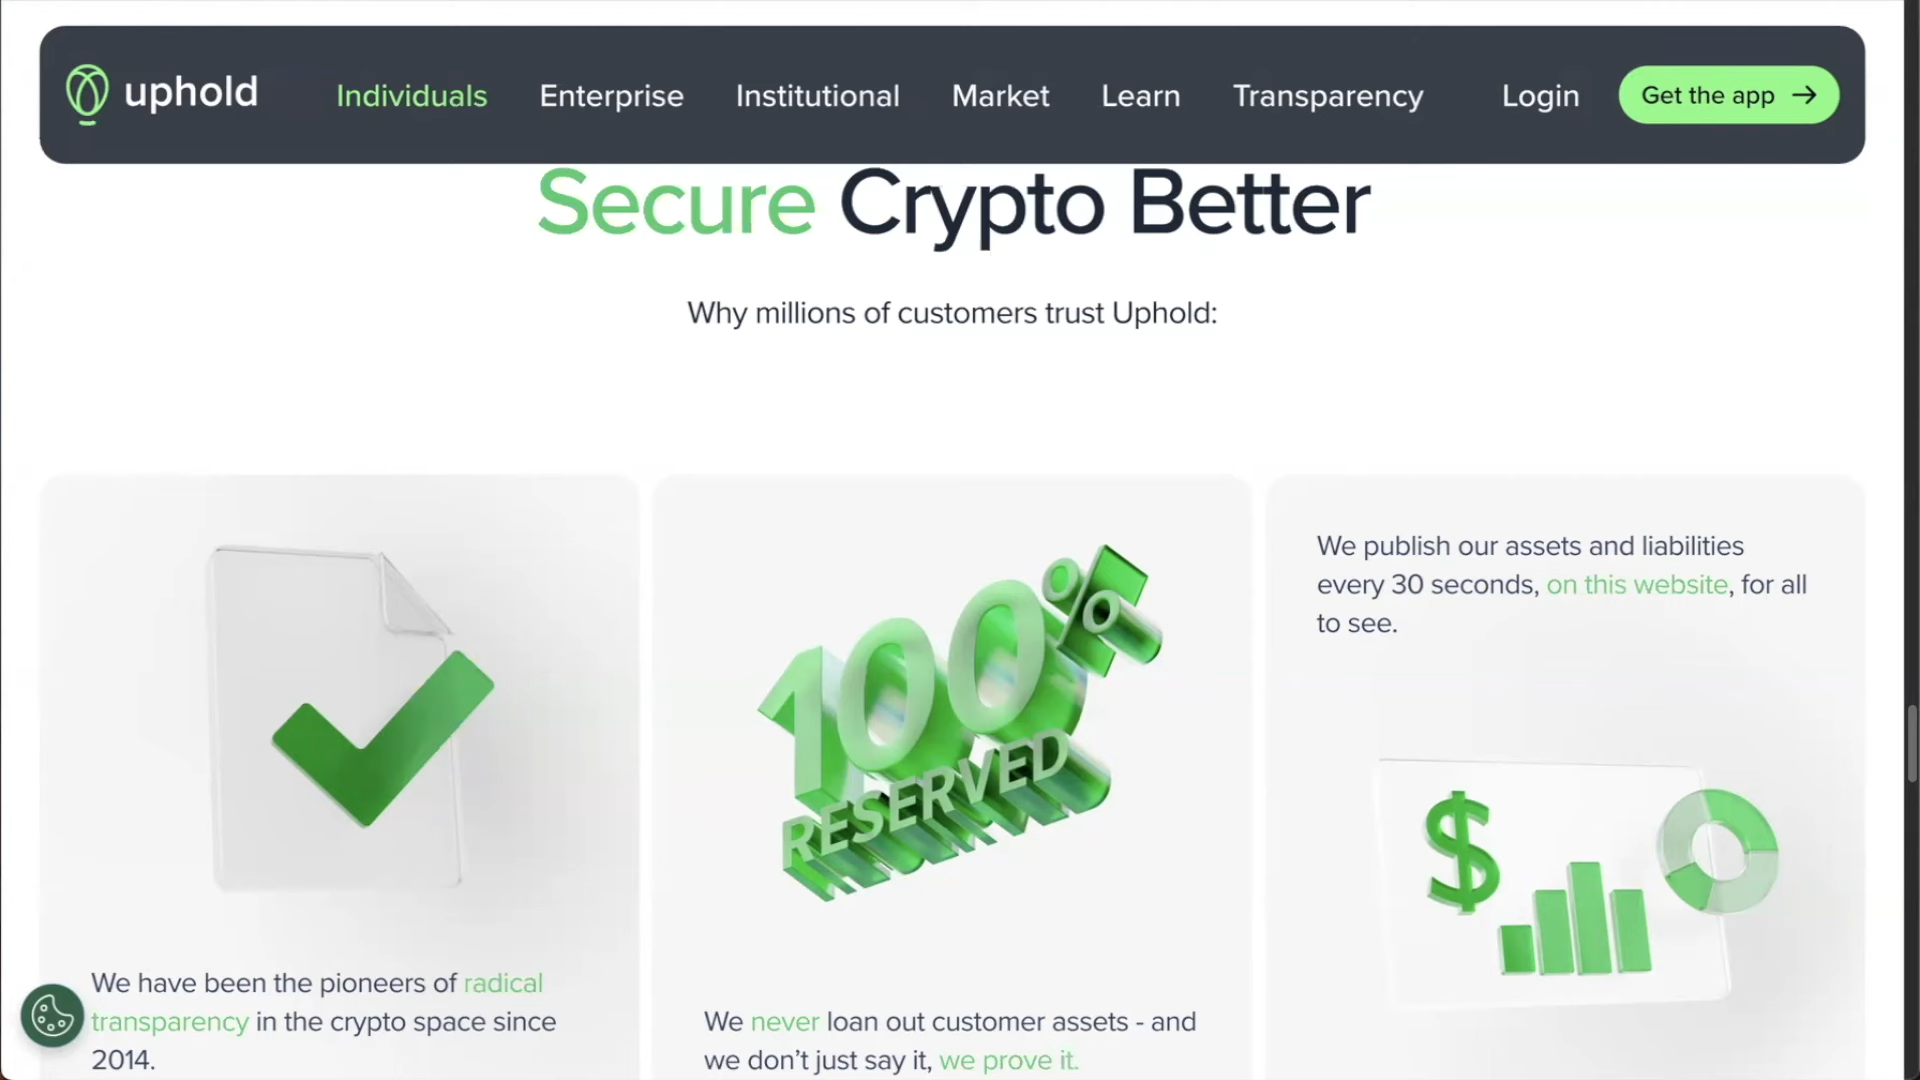 uphold
Individuals
Enterprise
Institutional
Market
Learn
Transparency
Login
Get the app
Secure Crypto Better
Why millions of customers trust Uphold:
We have been the pioneers of radical
transparency in the crypto space since
2014.
100%
RESERVED
We never loan out customer assets - and
we don’t just say it, we prove it.
We publish our assets and liabilities
every 30 seconds, on this website, for all
to see.
$